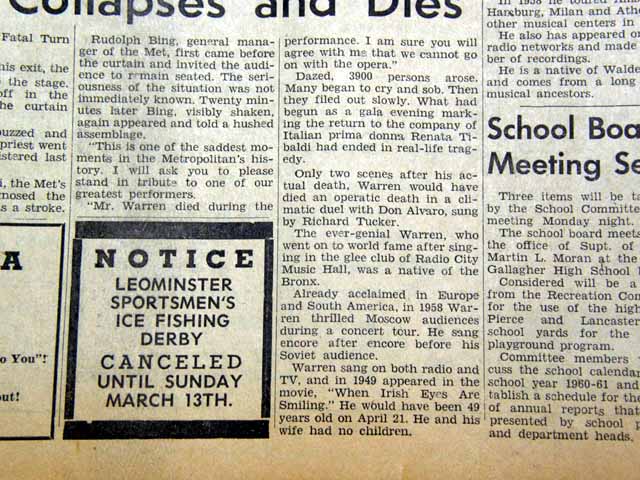 Collapses and Dies
Fatal Turn
his exit, the
the stage.
off in the
he curtain
buzzed and
priest went
istered last
i, the Met's
nosed the
s a stroke.
Rudolph Bing, general mana-
ger of the Met, first came before
the curtain and invited the audi-
ence to remain seated. The seri-
ousness of the situation was not
immediately known. Twenty min-
utes later Bing, visibly shaken,
again appeared and told a hushed
assemblage.
"This is one of the saddest mo-
ments in the Metropolitan's his-
tory. I will ask you to please
stand in tribute to one of our
greatest performers.
"Mr. Warren died during the
A
o You"!
out!
NOTICE
LEOMINSTER
SPORTSMEN'S
ICE FISHING
DERBY
CANCELED
UNTIL SUNDAY
MARCH 13TH.
performance. I am sure you will
agree with me that we cannot go
on with the opera."
Dazed, 3900 persons arose.
Many began to cry and sob. Then
they filed out slowly. What had
begun as a gala evening mark-
ing the return to the company of
Italian prima donna Renata Ti-
baldi had ended in real-life trag-
edy.
Only two scenes after his
actual death, Warren would have
died an operatic death in a cli-
matic duel with Don Alvaro, sung
by Richard Tucker.
The ever-genial Warren, who
went on to world fame after sing-
ing in the glee club of Radio City
Music Hall, was a native of the
Bronx.
Already acclaimed in Europe
and South America, in 1958 War-
ren thrilled Moscow audiences
during a concert tour. He sang
encore after encore before his
Soviet audience.
Warren sang on both radio and
TV, and in 1949 appeared in the
movie, "When Irish Eyes Are
Smiling." He would have been 49
years old on April 21. He and his
wife had no children.
In 1958 he toured
Hamburg, Milan and Athe
other musical centers in
He also has appeared o
radio networks and made
ber of recordings.
He is a native of Walde
and comes from a long
musical ancestors.
School Boa
Meeting Se
Three items will be ta
by the School Committee
meeting Monday night.
The school board meets
the office of Supt. of
Martin L. Moran at the
Gallagher High School
Considered will be a
from the Recreation Com
for the use of the high
Pierce and Lancaster
school yards for the
playground program.
Committee members
cuss the school calendar
school year 1960-61 and
tablish a schedule for the
of annual reports tha
presented by school p
and department heads.